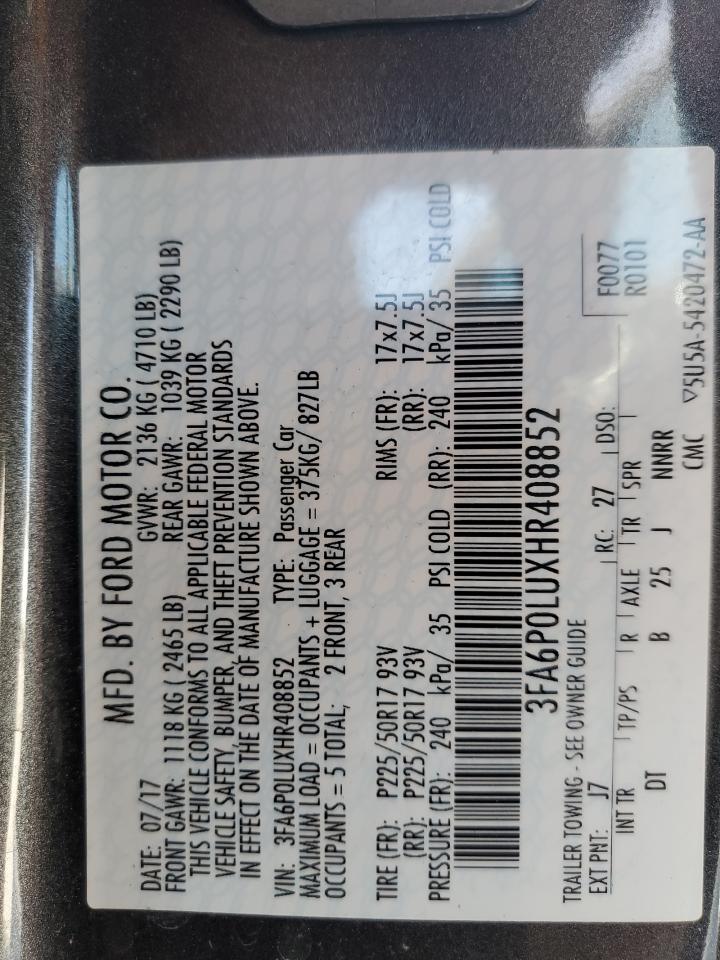 MFD. BY FORD MOTOR CO.
DATE: 07/17 GVWR: 2136 KG ( 4710 LB)
FRONT GAWR: 1118 KG ( 2465 LB) REAR GAWR: 1039 KG ( 2290 LB)
THIS VEHICLE CONFORMS TO ALL APPLICABLE FEDERAL MOTOR
VEHICLE SAFETY, BUMPER, AND THEFT PREVENTION STANDARDS
IN EFFECT ON THE DATE OF MANUFACTURE SHOWN ABOVE.
VIN: 3FA6P0LUXHR408852 TYPE: Passenger Car
MAXIMUM LOAD = OCCUPANTS + LUGGAGE = 375KG/ 827LB
OCCUPANTS = 5 TOTAL; 2 FRONT, 3 REAR
TIRE (FR): P225/50R17 93V RIMS (FR): 17x7.5J
(RR): P225/50R17 93V (RR): 17x7.5J
PRESSURE (FR): 240 kPa/ 35 PSI COLD (RR): 240 kPa/ 35 PSI COLD
3FA6P0LUXHR408852
TRAILER TOWING - SEE OWNER GUIDE
F0077
EXT PNT: J7 RC: 27 DSO: R0101
INT TR TP/PS R AXLE TR SPR
DT B 25 J NNRR
CMC ▽5U5A-5420472-AA